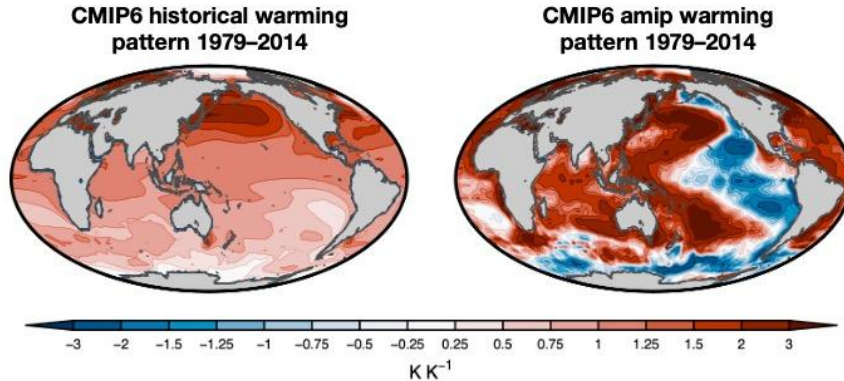 CMIP6 historical warming
pattern 1979–2014
CMIP6 amip warming
pattern 1979–2014
−3 −2 −1.5 −1.25 −1 −0.75 −0.5 −0.25 0.25 0.5 0.75 1 1.25 1.5 2 3
K K⁻¹